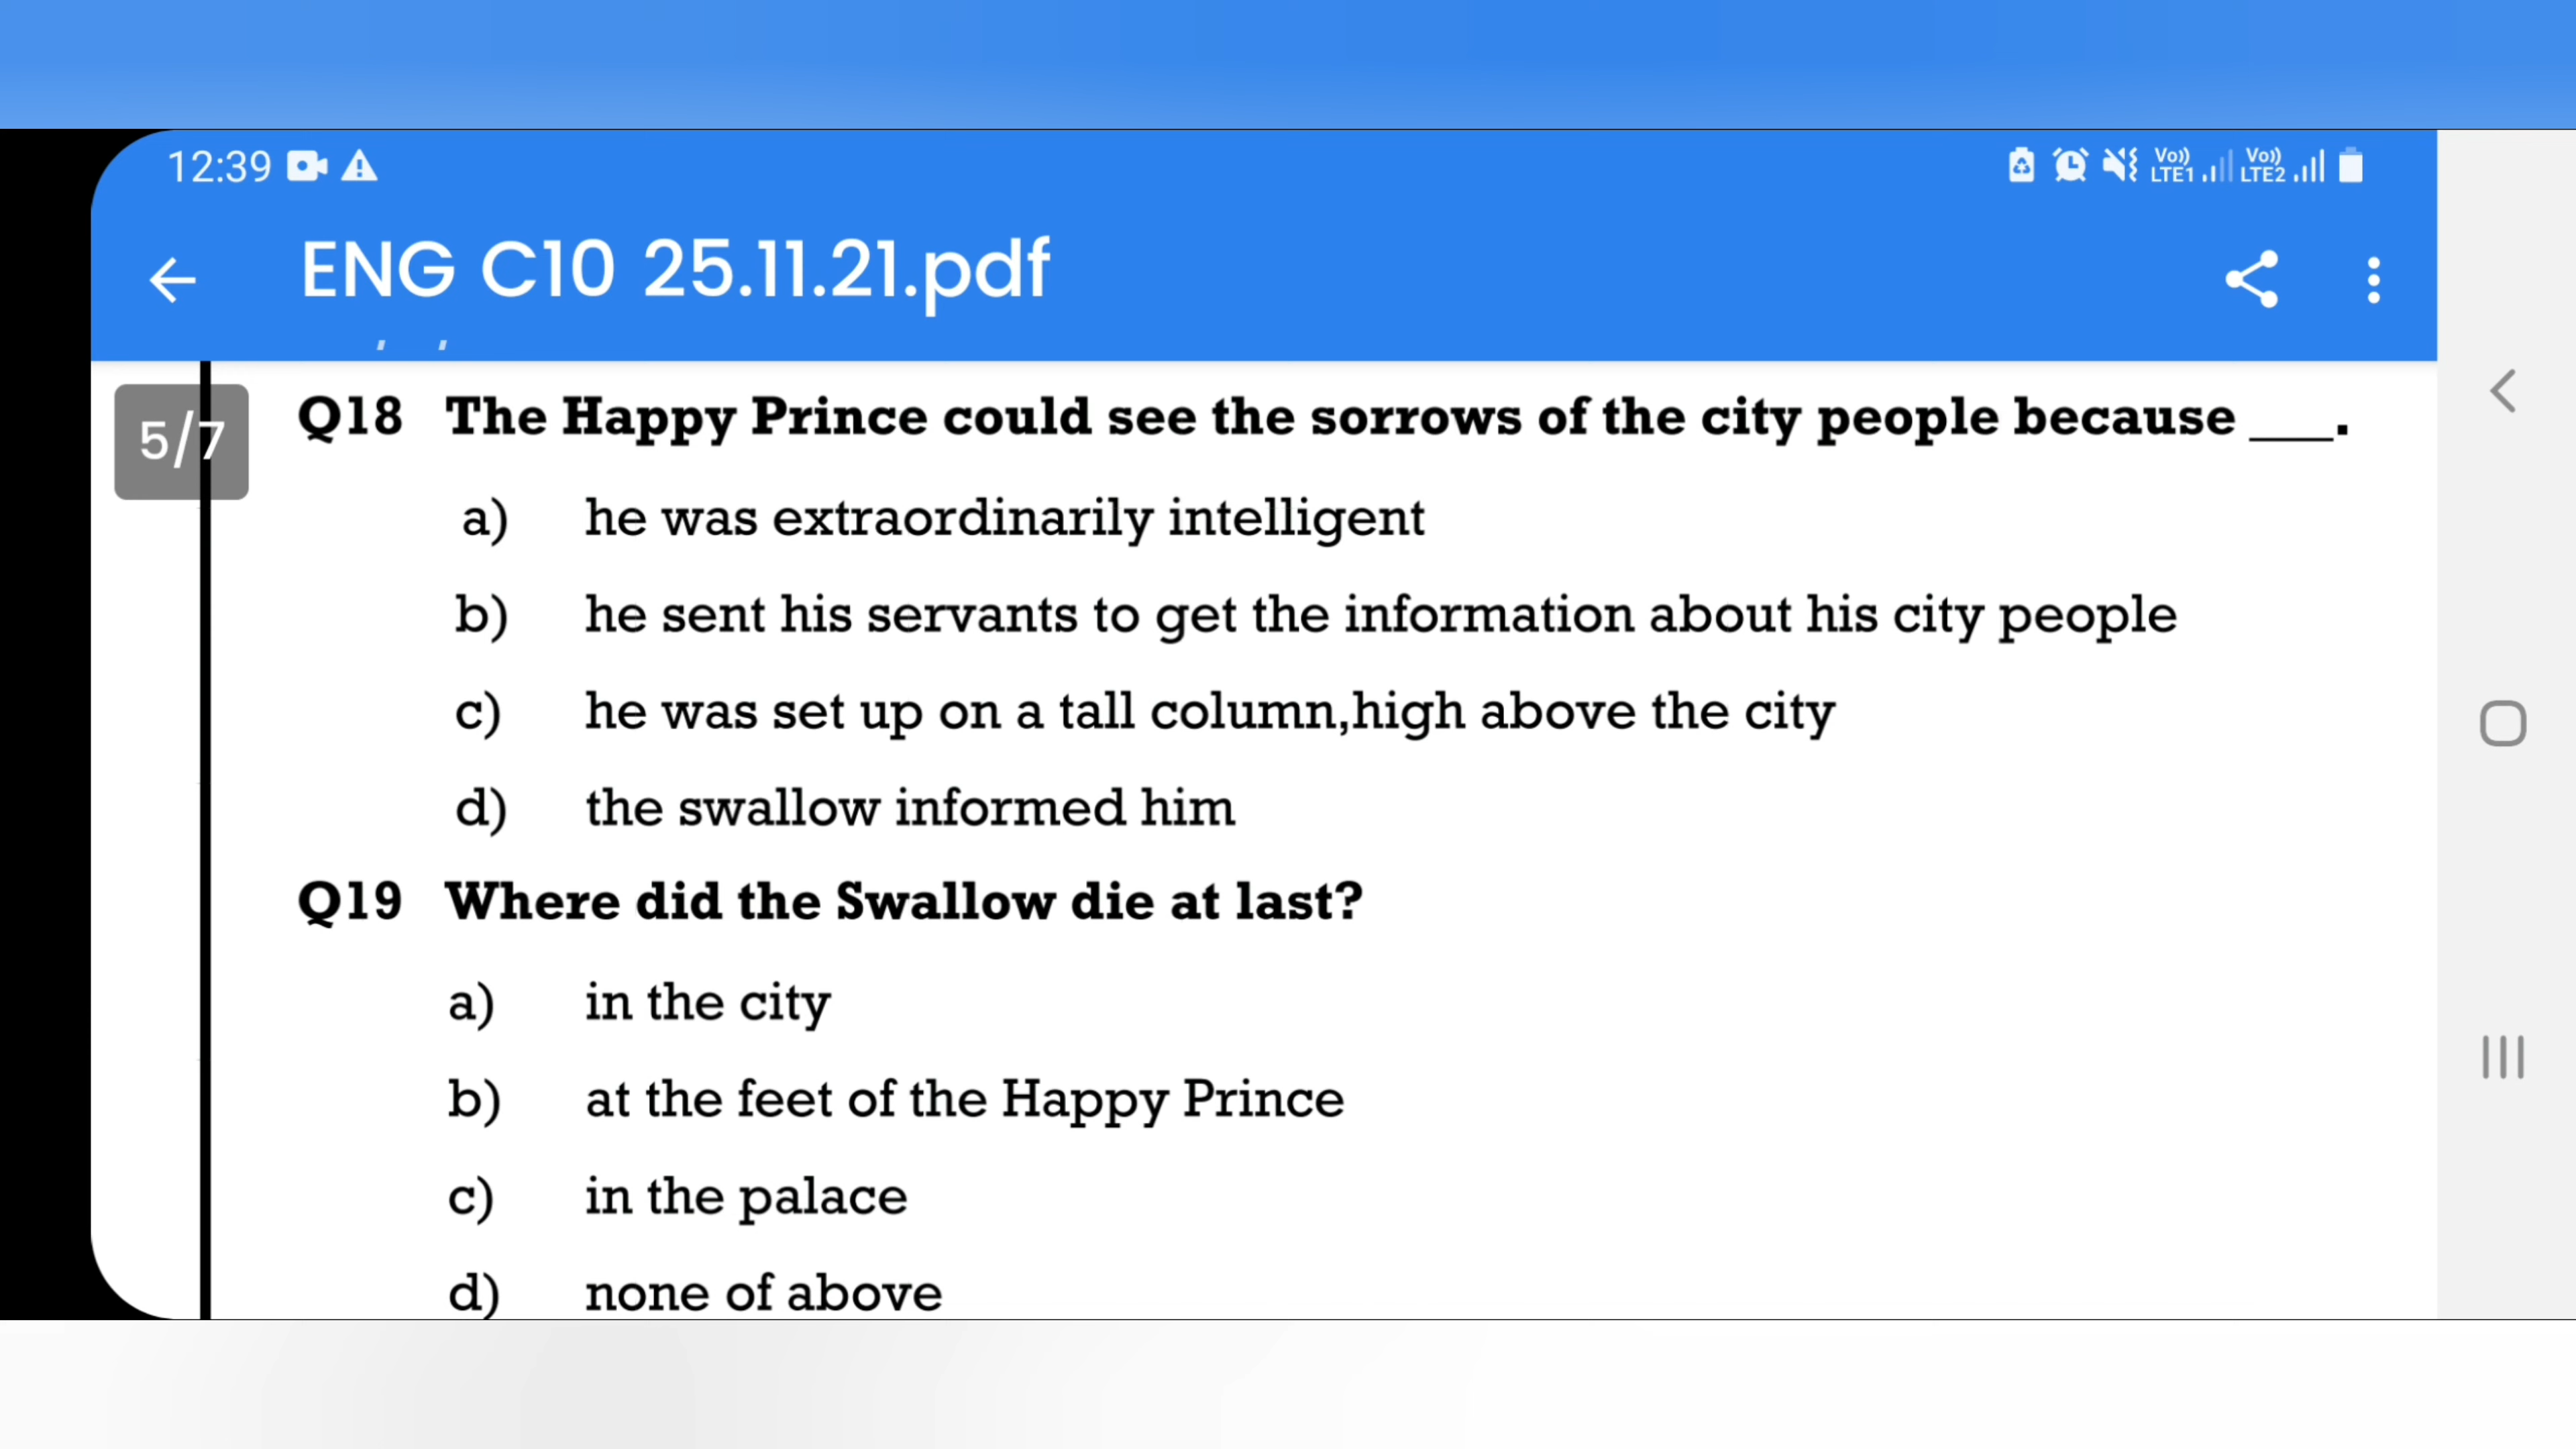 12:39 Vo)) LTE1 Vo)) LTE2
ENG C10 25.11.21.pdf
5/7
Q18 The Happy Prince could see the sorrows of the city people because ___.
a) he was extraordinarily intelligent
b) he sent his servants to get the information about his city people
c) he was set up on a tall column,high above the city
d) the swallow informed him
Q19 Where did the Swallow die at last?
a) in the city
b) at the feet of the Happy Prince
c) in the palace
d) none of above